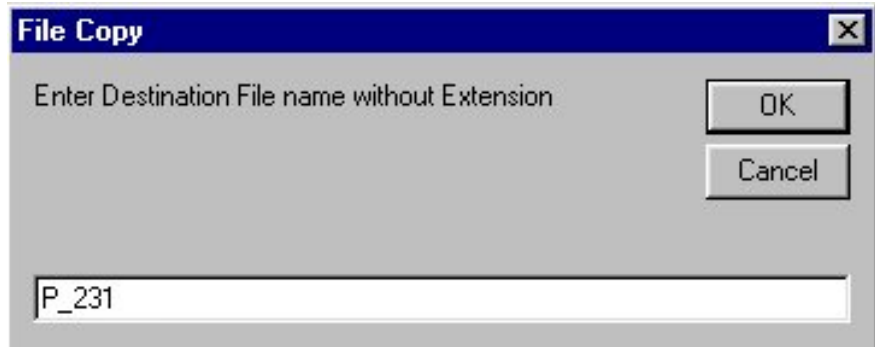 File Copy
Enter Destination File name without Extension
OK
Cancel
P_231